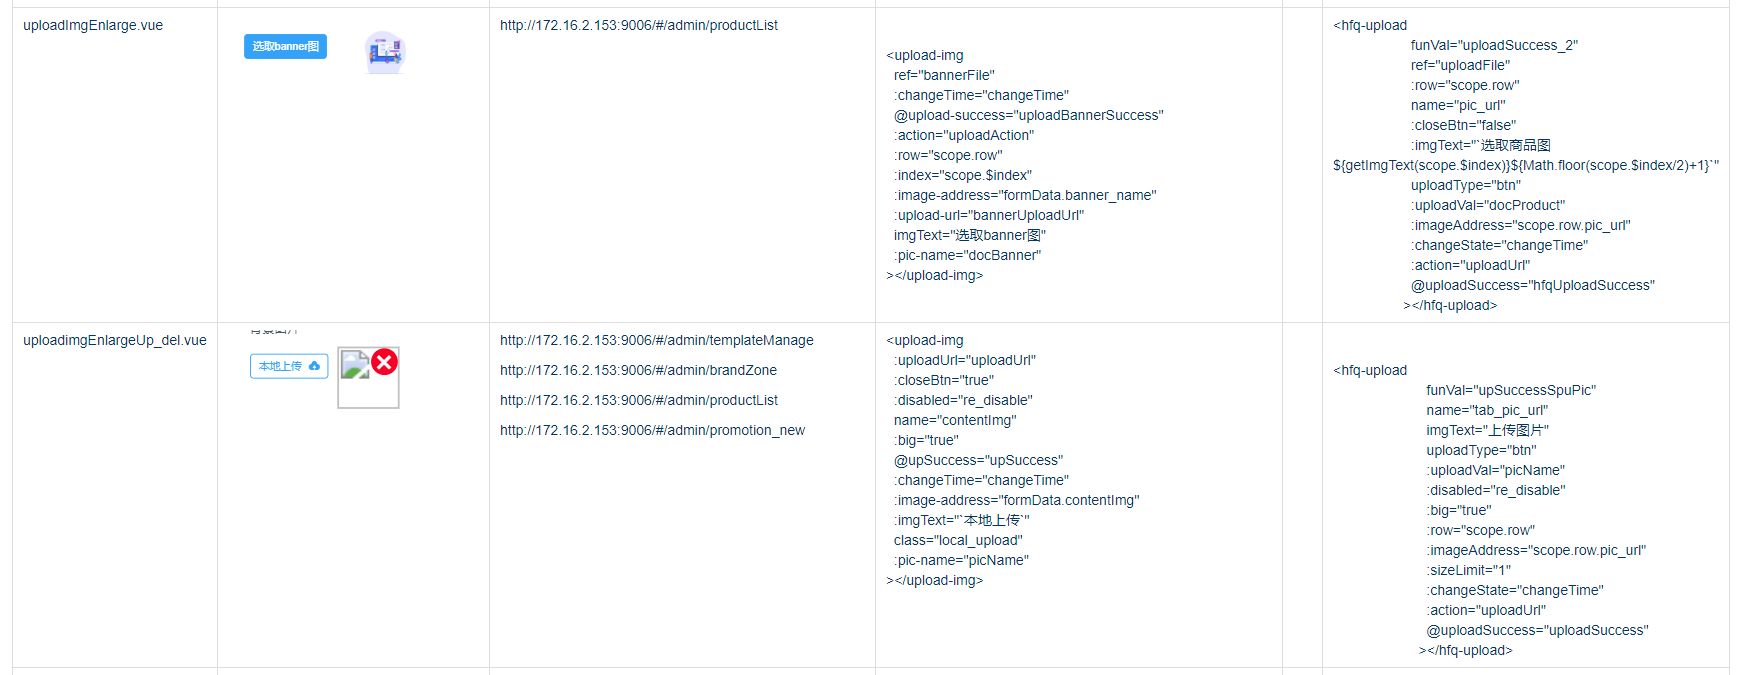 uploadImgEnlarge.vue
选取banner图
http://172.16.2.153:9006/#/admin/productList
<upload-img
ref="bannerFile"
:changeTime="changeTime"
@upload-success="uploadBannerSuccess"
:action="uploadAction"
:row="scope.row"
:index="scope.$index"
:image-address="formData.banner_name"
:upload-url="bannerUploadUrl"
imgText="选取banner图"
:pic-name="docBanner"
></upload-img>
<hfq-upload
funVal="uploadSuccess_2"
ref="uploadFile"
:row="scope.row"
name="pic_url"
:closeBtn="false"
:imgText="`选取商品图
${getImgText(scope.$index)}${Math.floor(scope.$index/2)+1}`"
uploadType="btn"
:uploadVal="docProduct"
:imageAddress="scope.row.pic_url"
:changeState="changeTime"
:action="uploadUrl"
@uploadSuccess="hfqUploadSuccess"
></hfq-upload>
uploadimgEnlargeUp_del.vue
本地上传
http://172.16.2.153:9006/#/admin/templateManage
http://172.16.2.153:9006/#/admin/brandZone
http://172.16.2.153:9006/#/admin/productList
http://172.16.2.153:9006/#/admin/promotion_new
<upload-img
:uploadUrl="uploadUrl"
:closeBtn="true"
:disabled="re_disable"
name="contentImg"
:big="true"
@upSuccess="upSuccess"
:changeTime="changeTime"
:image-address="formData.contentImg"
:imgText="`本地上传`"
class="local_upload"
:pic-name="picName"
></upload-img>
<hfq-upload
funVal="upSuccessSpuPic"
name="tab_pic_url"
imgText="上传图片"
uploadType="btn"
:uploadVal="picName"
:disabled="re_disable"
:big="true"
:row="scope.row"
:imageAddress="scope.row.pic_url"
:sizeLimit="1"
:changeState="changeTime"
:action="uploadUrl"
@uploadSuccess="uploadSuccess"
></hfq-upload>